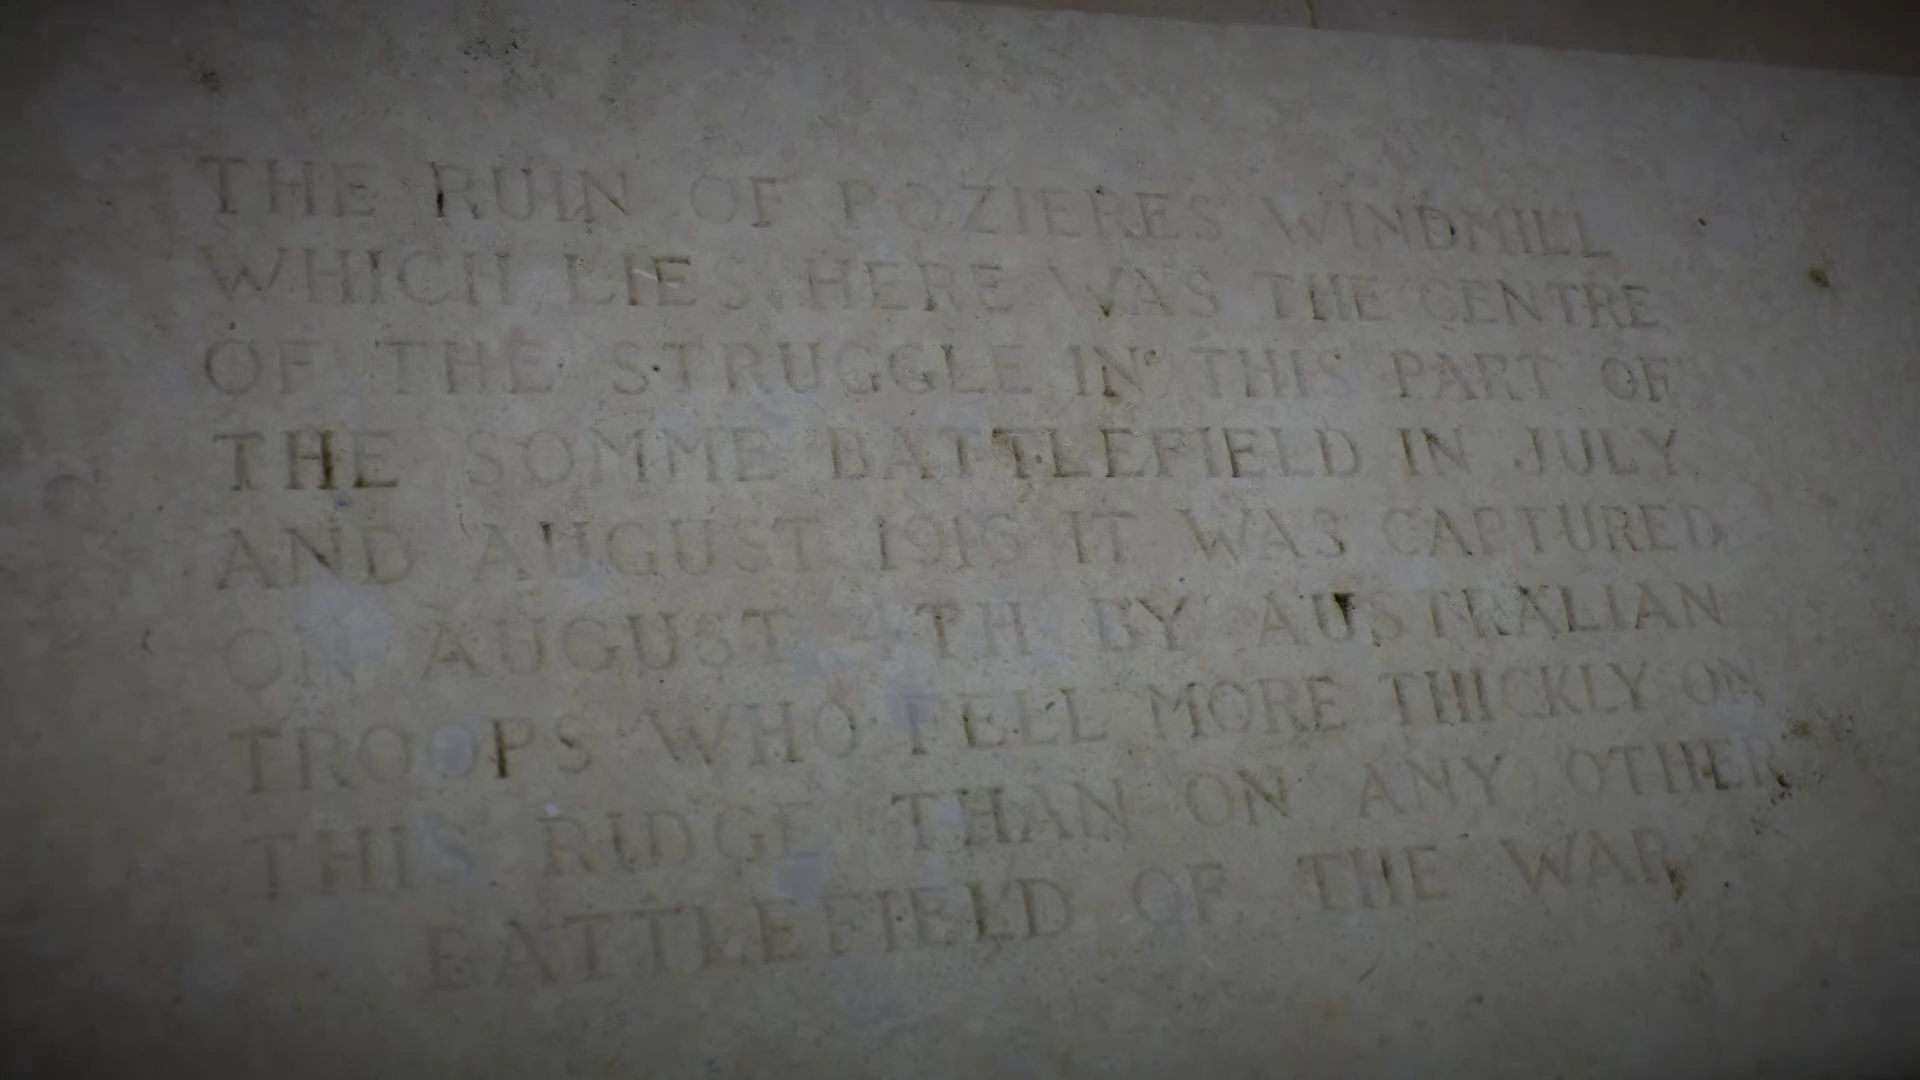 THE RUIN OF POZIERES WINDMILL
WHICH LIES HERE WAS THE CENTRE
OF THE STRUGGLE IN THIS PART OF
THE SOMME BATTLEFIELD IN JULY
AND AUGUST 1916 IT WAS CAPTURED
ON AUGUST 4TH BY AUSTRALIAN
TROOPS WHO FELL MORE THICKLY ON
THIS RIDGE THAN ON ANY OTHER
BATTLEFIELD OF THE WAR